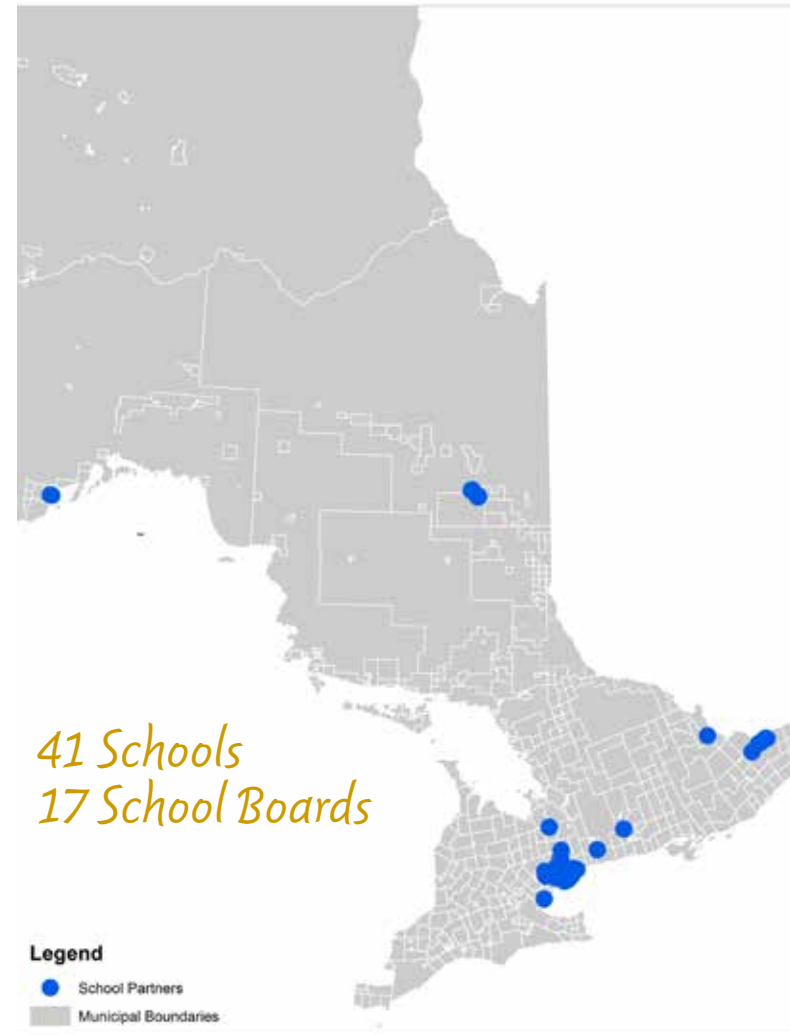 41 Schools
17 School Boards
Legend
School Partners
Municipal Boundaries